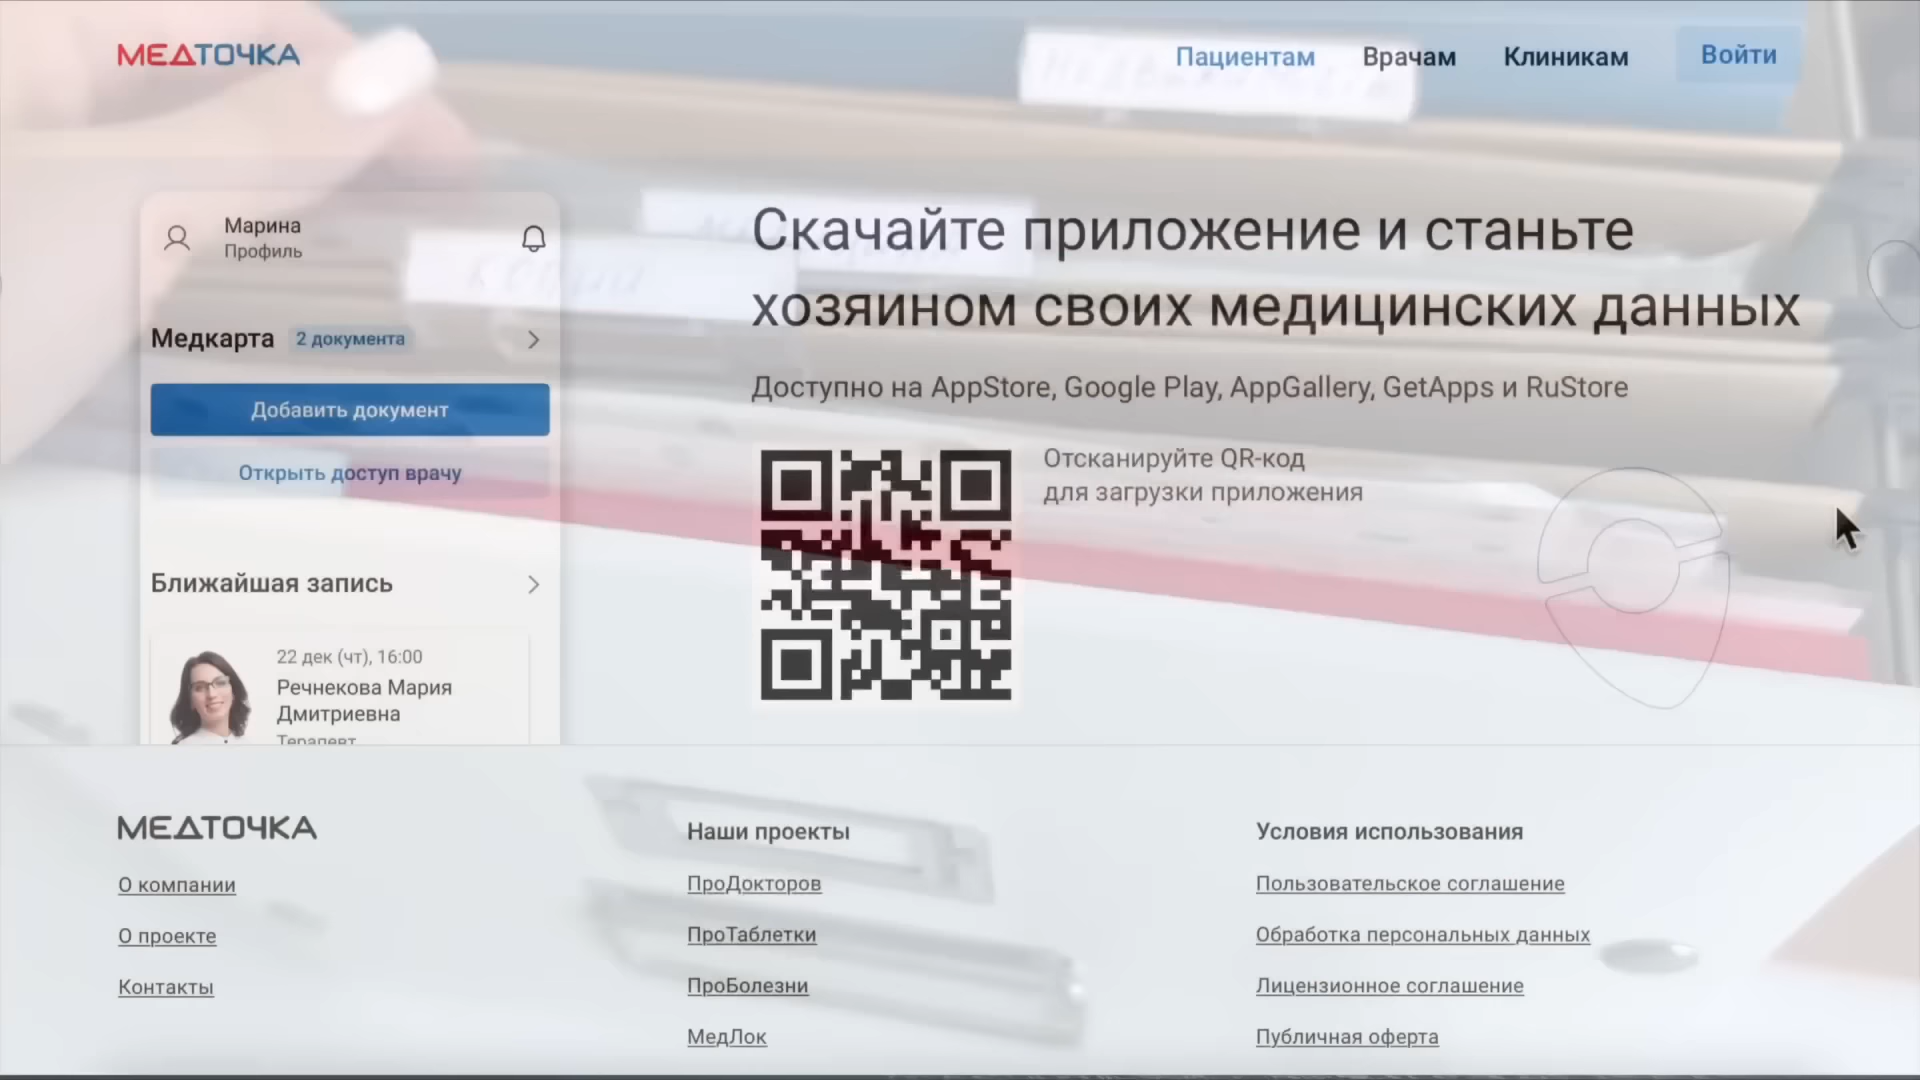 МЕДТОЧКА
Пациентам
Врачам
Клиникам
Войти
Марина
Профиль
Медкарта
2 документа
Добавить документ
Открыть доступ врачу
Ближайшая запись
22 дек (чт), 16:00
Речнекова Мария
Дмитриевна
Терапевт
Скачайте приложение и станьте
хозяином своих медицинских данных
Доступно на AppStore, Google Play, AppGallery, GetApps и RuStore
Отсканируйте QR-код
для загрузки приложения
МЕДТОЧКА
О компании
О проекте
Контакты
Наши проекты
ПроДокторов
ПроТаблетки
ПроБолезни
МедЛок
Условия использования
Пользовательское соглашение
Обработка персональных данных
Лицензионное соглашение
Публичная оферта